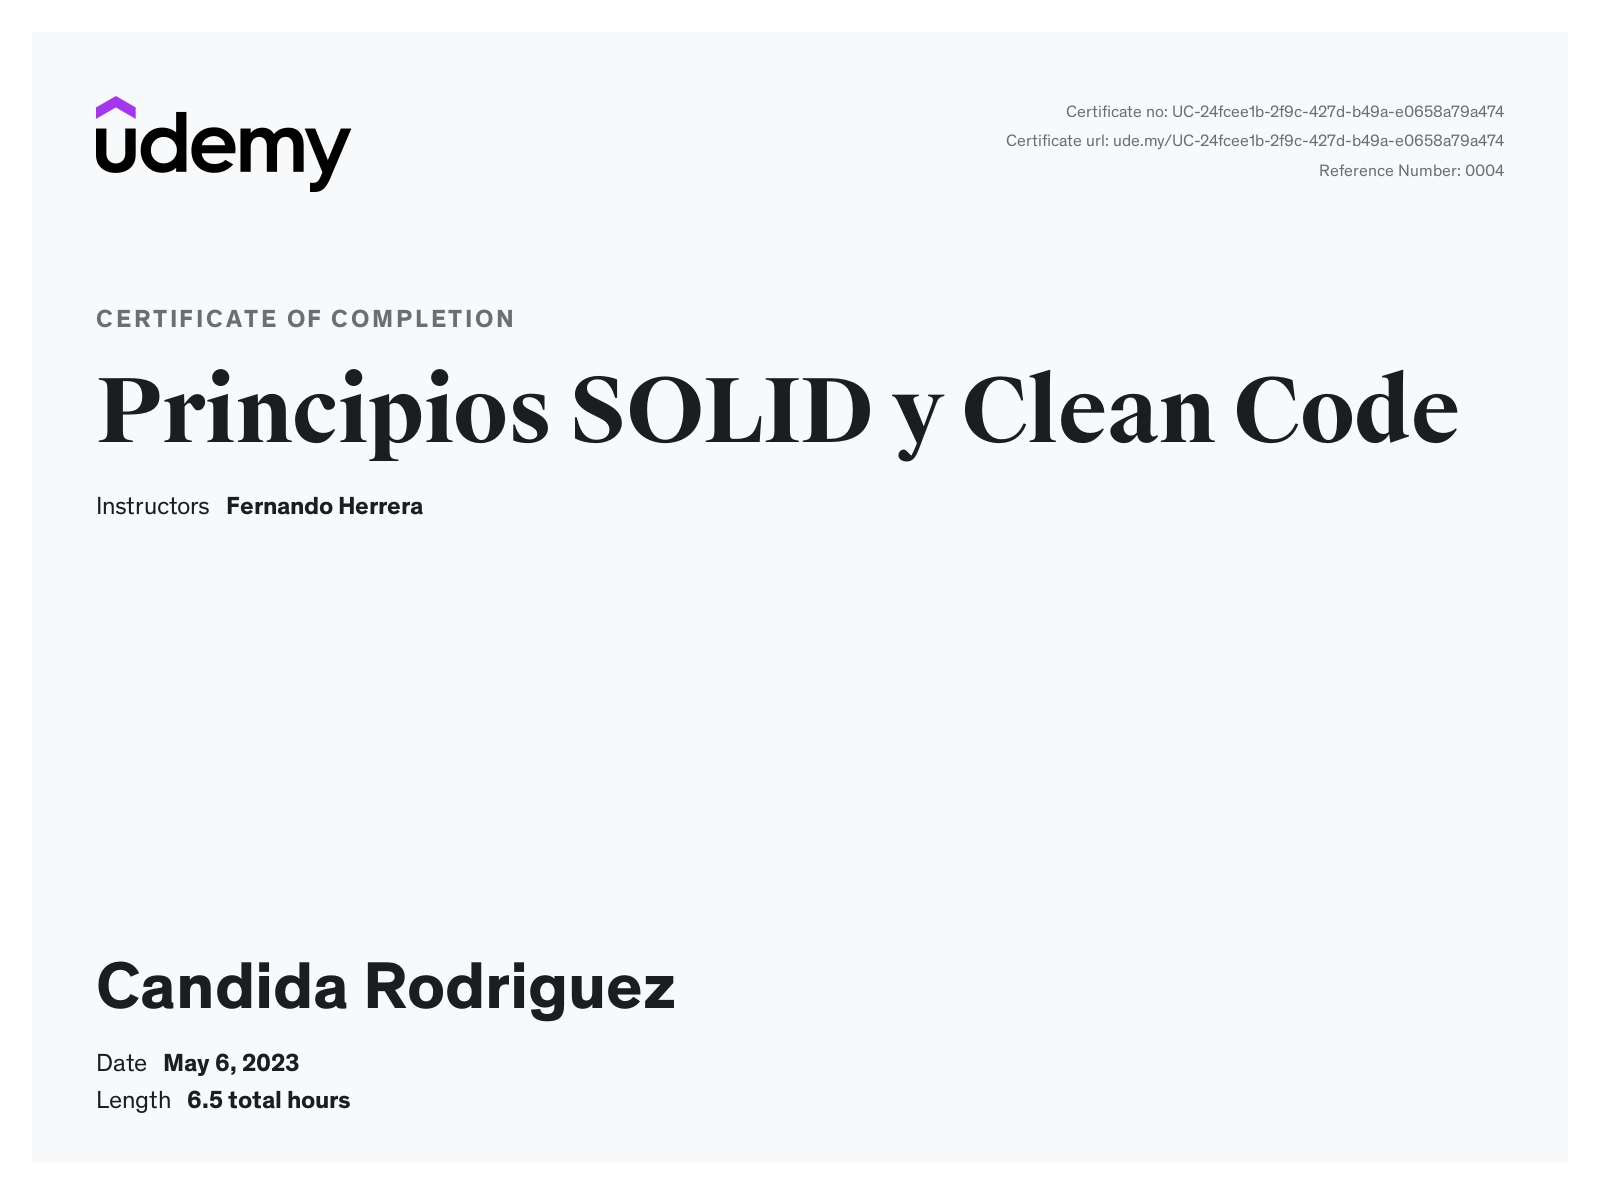 udemy
Certificate no: UC-24fcee1b-2f9c-427d-b49a-e0658a79a474
Certificate url: ude.my/UC-24fcee1b-2f9c-427d-b49a-e0658a79a474
Reference Number: 0004
CERTIFICATE OF COMPLETION
Principios SOLID y Clean Code
Instructors Fernando Herrera
Candida Rodriguez
Date May 6, 2023
Length 6.5 total hours